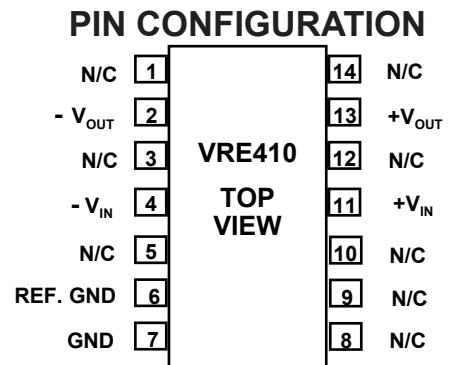 PIN CONFIGURATION
N/C 1 14 N/C
- VOUT 2 13 +VOUT
N/C 3 VRE410 12 N/C
- VIN 4 TOP 11 +VIN
VIEW
N/C 5 10 N/C
REF. GND 6 9 N/C
GND 7 8 N/C